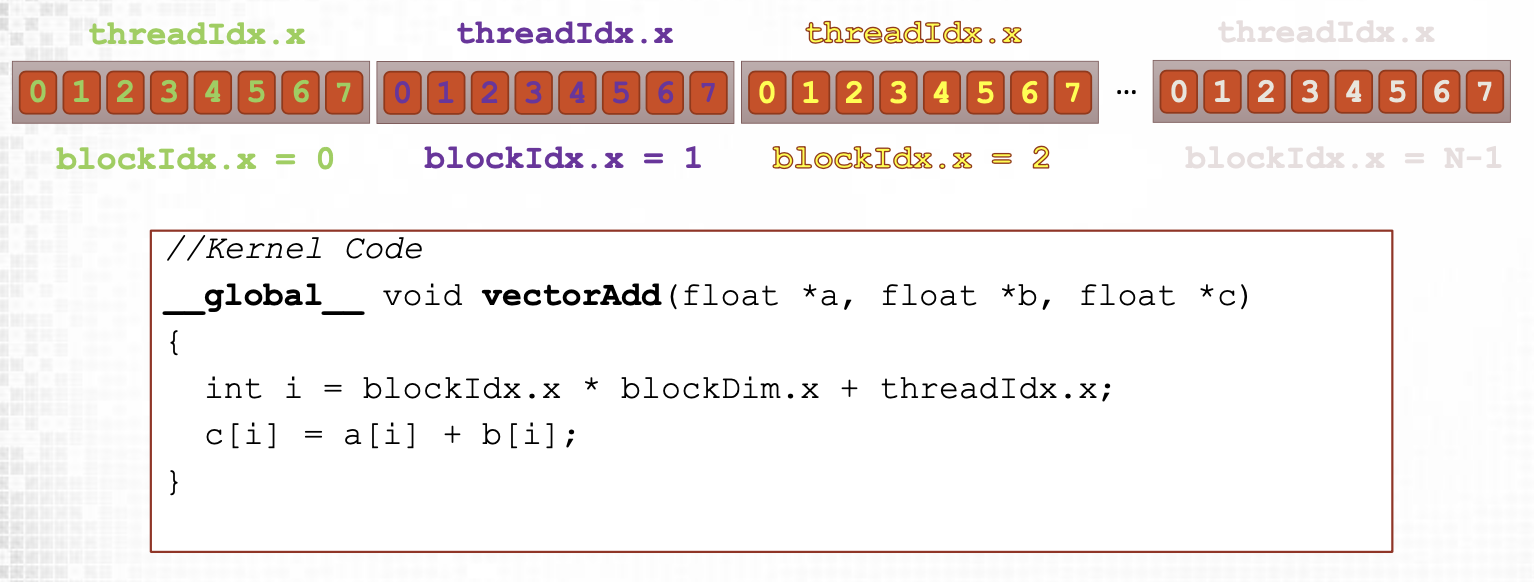 threadIdx.x threadIdx.x threadIdx.x threadIdx.x
0 1 2 3 4 5 6 7 0 1 2 3 4 5 6 7 0 1 2 3 4 5 6 7 … 0 1 2 3 4 5 6 7
blockIdx.x = 0 blockIdx.x = 1 blockIdx.x = 2 blockIdx.x = N-1
//Kernel Code
__global__ void vectorAdd(float *a, float *b, float *c)
{
int i = blockIdx.x * blockDim.x + threadIdx.x;
c[i] = a[i] + b[i];
}